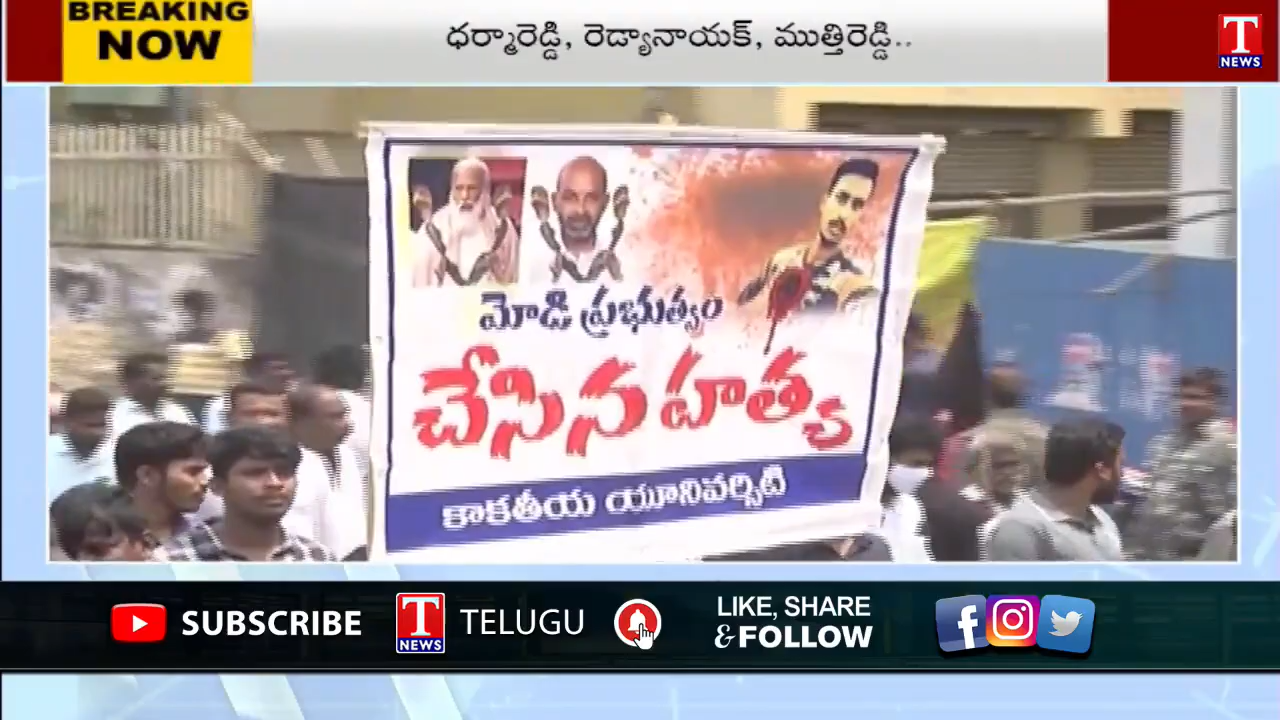 BREAKING
NOW
ధర్మారెడ్డి, రెడ్యానాయక్, ముత్తిరెడ్డి..
T
NEWS
మోడి ప్రభుత్వం
చేసిన హత్య
కాకతీయ యూనివర్సిటి
SUBSCRIBE
T
NEWS
TELUGU
LIKE, SHARE
& FOLLOW